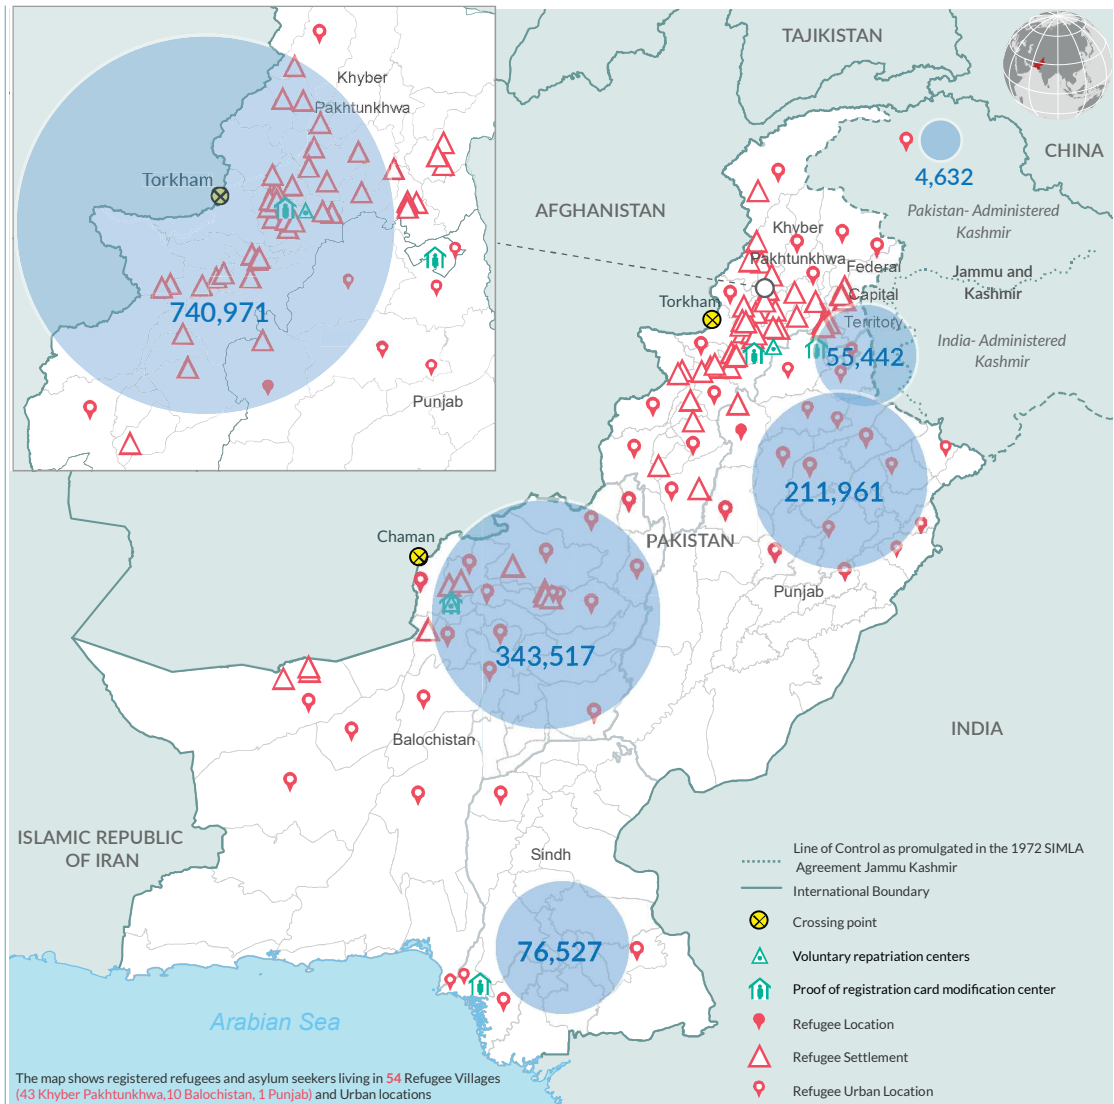 Khyber
Pakhtunkhwa
Torkham
740,971
Punjab
TAJIKISTAN
CHINA
4,632
Pakistan- Administered
Kashmir
AFGHANISTAN
Khyber
Pakhtunkhwa
Federal
Capital
Territory
Jammu and
Kashmir
Torkham
India- Administered
Kashmir
55,442
211,961
Chaman
PAKISTAN
Punjab
343,517
Balochistan
INDIA
ISLAMIC REPUBLIC
OF IRAN
Sindh
76,527
Arabian Sea
Line of Control as promulgated in the 1972 SIMLA
Agreement Jammu Kashmir
International Boundary
Crossing point
Voluntary repatriation centers
Proof of registration card modification center
Refugee Location
Refugee Settlement
Refugee Urban Location
The map shows registered refugees and asylum seekers living in 54 Refugee Villages
(43 Khyber Pakhtunkhwa,10 Balochistan, 1 Punjab) and Urban locations